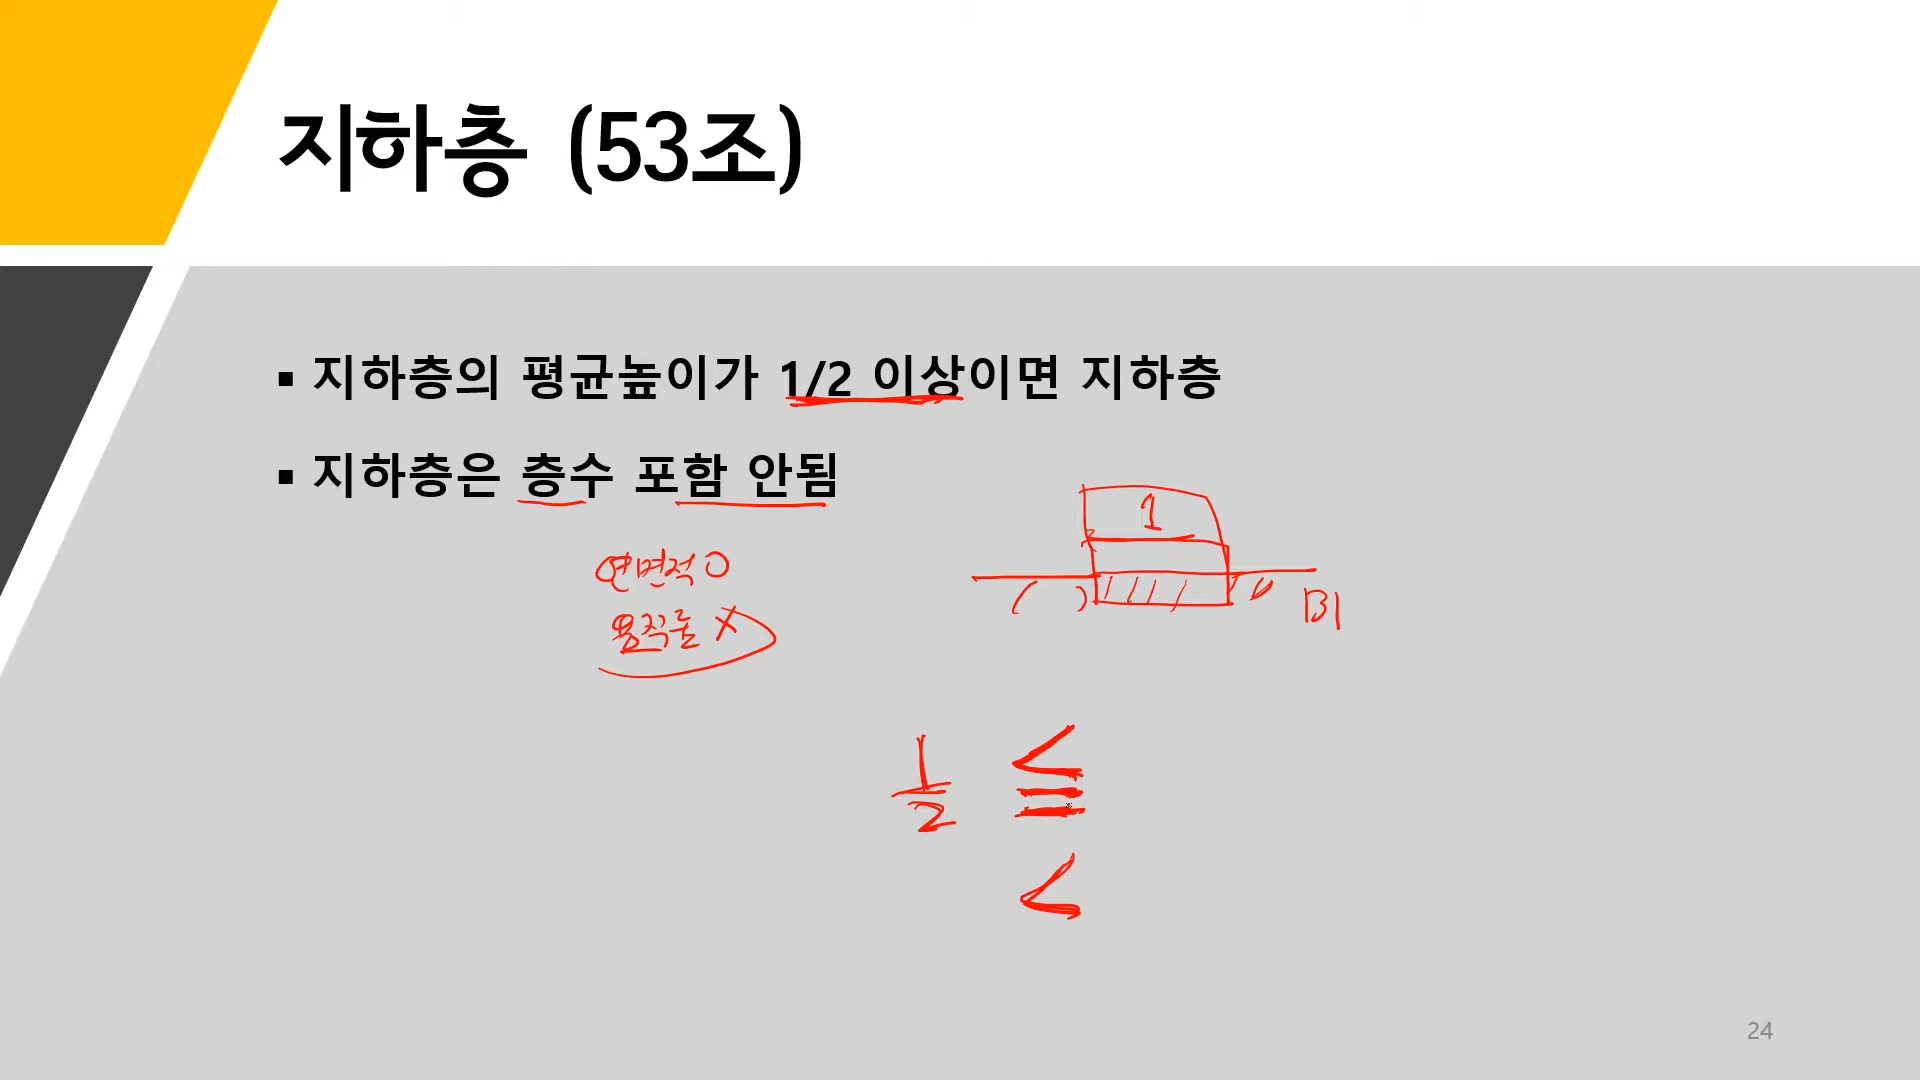 지하층 (53조)
▪ 지하층의 평균높이가 1/2 이상이면 지하층
▪ 지하층은 층수 포함 안됨
1
연면적 O
용적률 X
B1
1/2 ≤
<
24